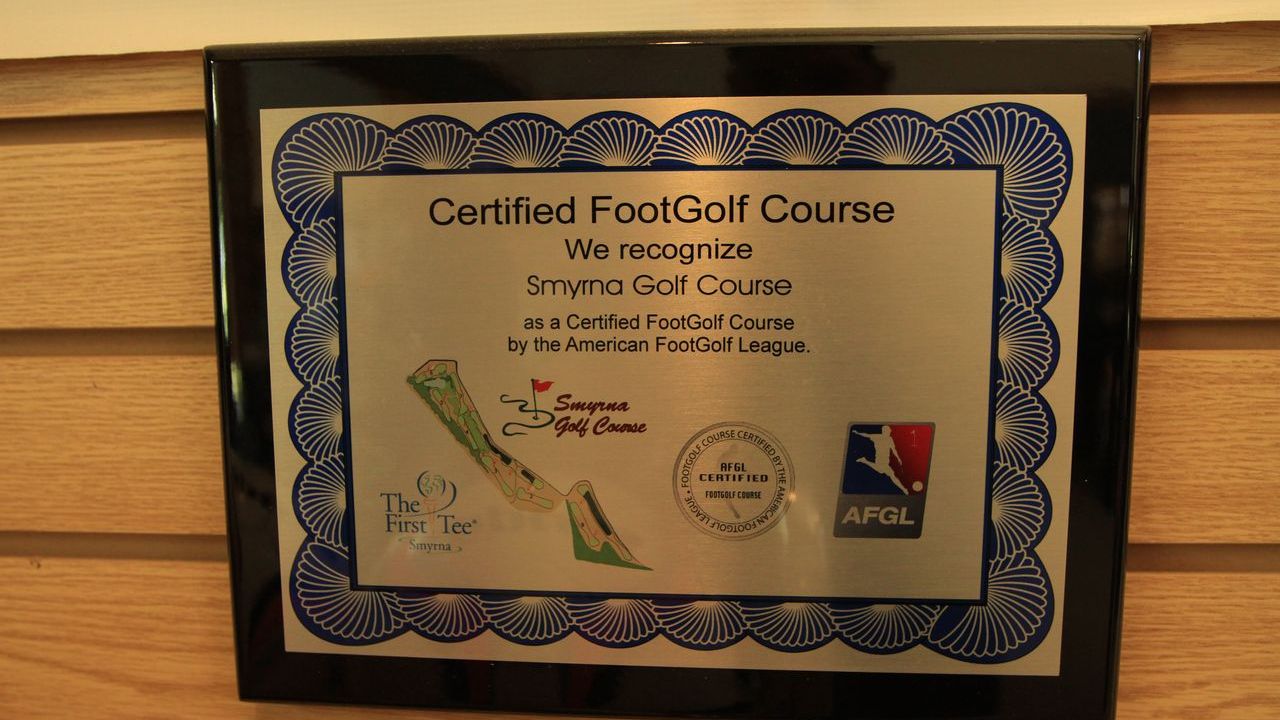 Certified FootGolf Course
We recognize
Smyrna Golf Course
as a Certified FootGolf Course
by the American FootGolf League.
Smyrna
Golf Course
The
First Tee®
Smyrna
FOOTGOLF COURSE CERTIFIED BY THE AMERICAN FOOTGOLF LEAGUE
AFGL
CERTIFIED
FOOTGOLF COURSE
AFGL